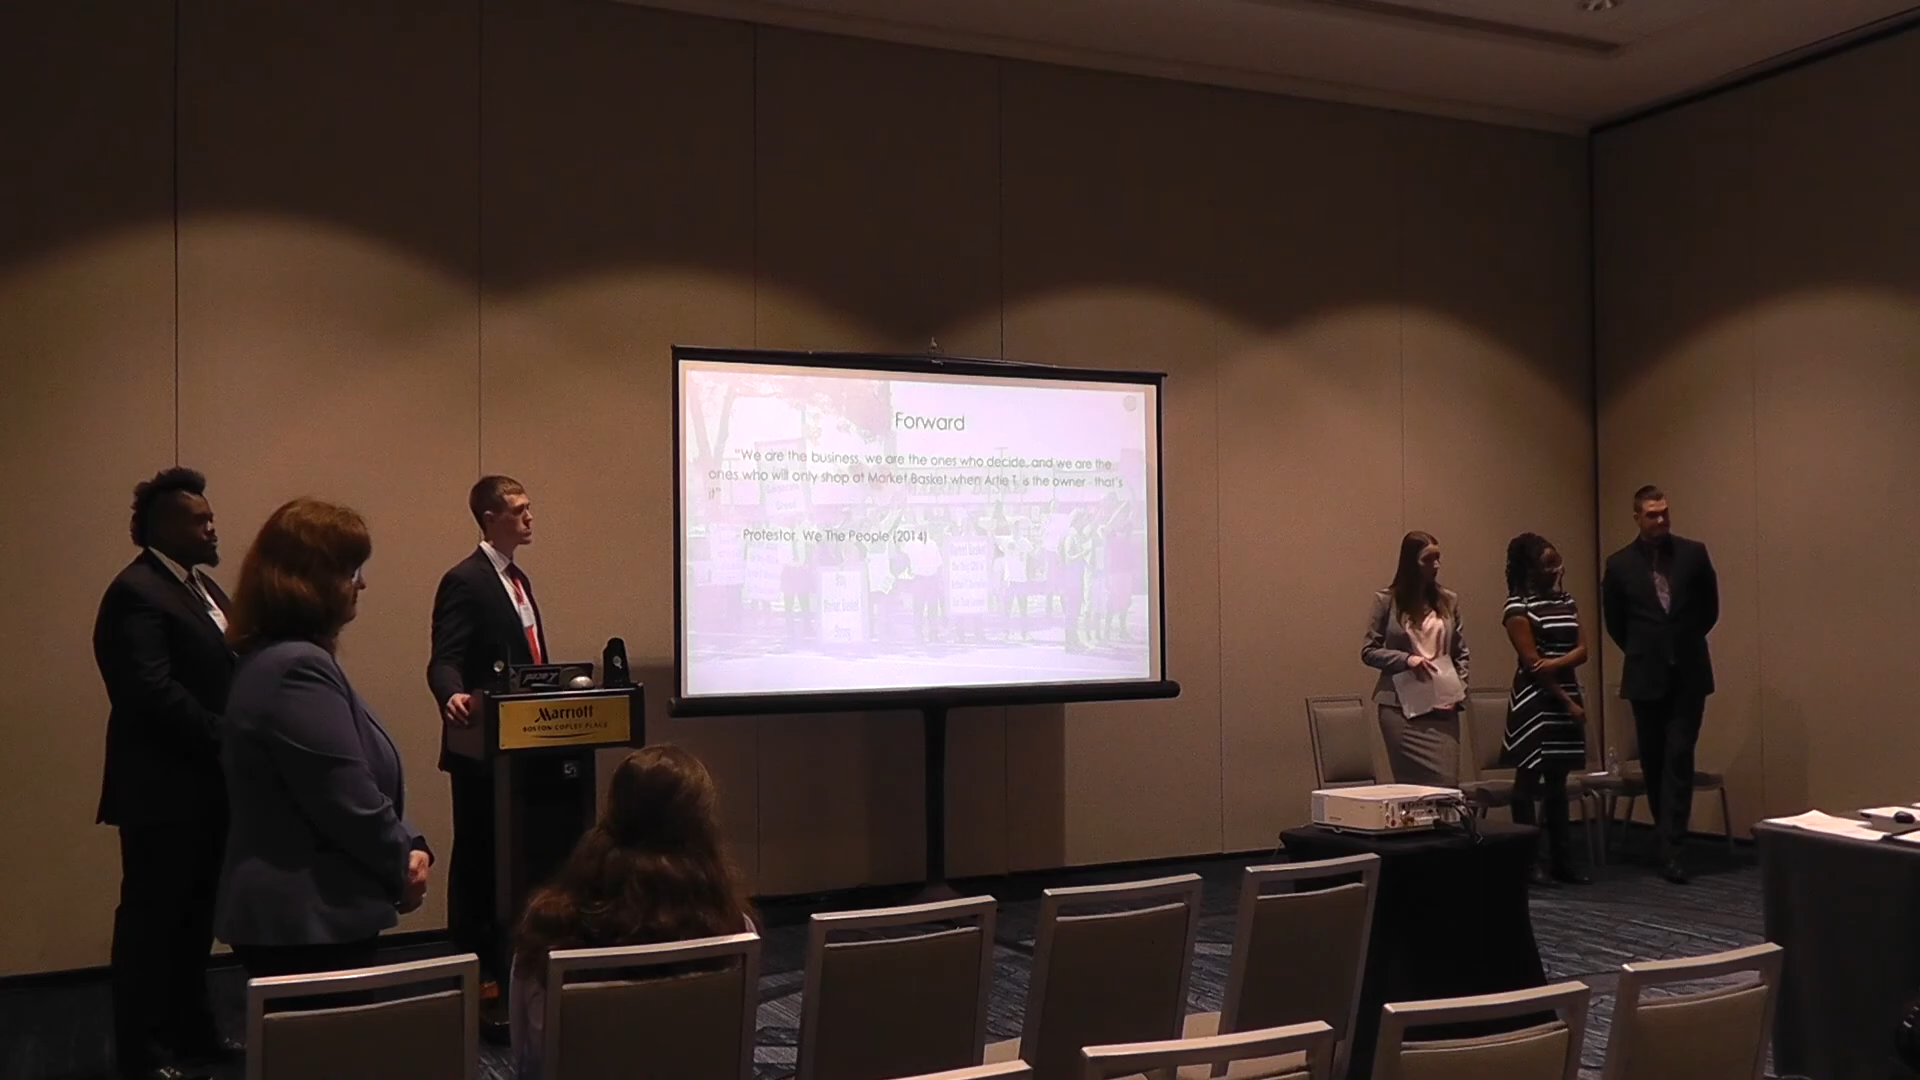 Forward
"We are the business, we are the ones who decide, and we are the
ones who will only shop at Market Basket when Artie T. is the owner - that's
it"
Protestor, We The People (2014)
Marriott
BOSTON COPLEY PLACE